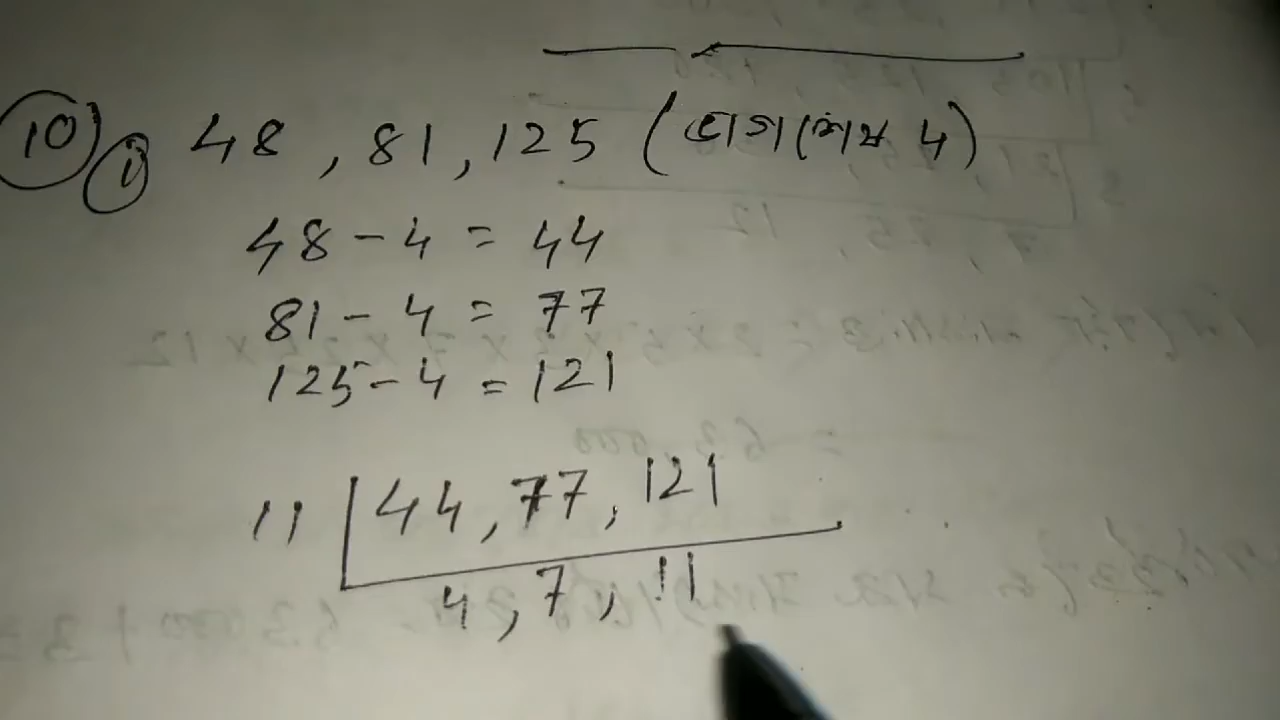 10 i 48, 81, 125 (ভাগশেষ 4)
48 - 4 = 44
81 - 4 = 77
125 - 4 = 121
11 | 44, 77, 121
4, 7, 11